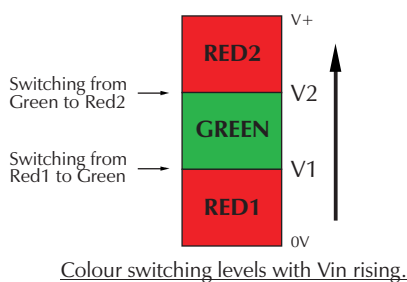 V+
RED2
Switching from
Green to Red2
V2
GREEN
Switching from
Red1 to Green
V1
RED1
0V
Colour switching levels with Vin rising.